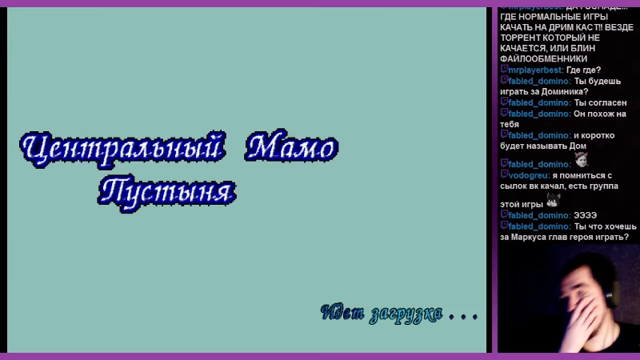 Центральный Мамо
Пустыня
Идет загрузка . . .
ГДЕ НОРМАЛЬНЫЕ ИГРЫ
КАЧАТЬ НА ДРИМ КАСТ!! ВЕЗДЕ
ТОРРЕНТ КОТОРЫЙ НЕ
КАЧАЕТСЯ, ИЛИ БЛИН
ФАЙЛООБМЕННИКИ
mrplayerbest: Где где?
fabled_domino: Ты будешь
играть за Доминика?
fabled_domino: Ты согласен
fabled_domino: Он похож на
тебя
fabled_domino: и коротко
будет называть Дом
fabled_domino:
vodogreu: я помниться с
сылок вк качал, есть группа
этой игры
fabled_domino: ЭЭЭЭ
fabled_domino: Ты что хочешь
за Маркуса глав героя играть?